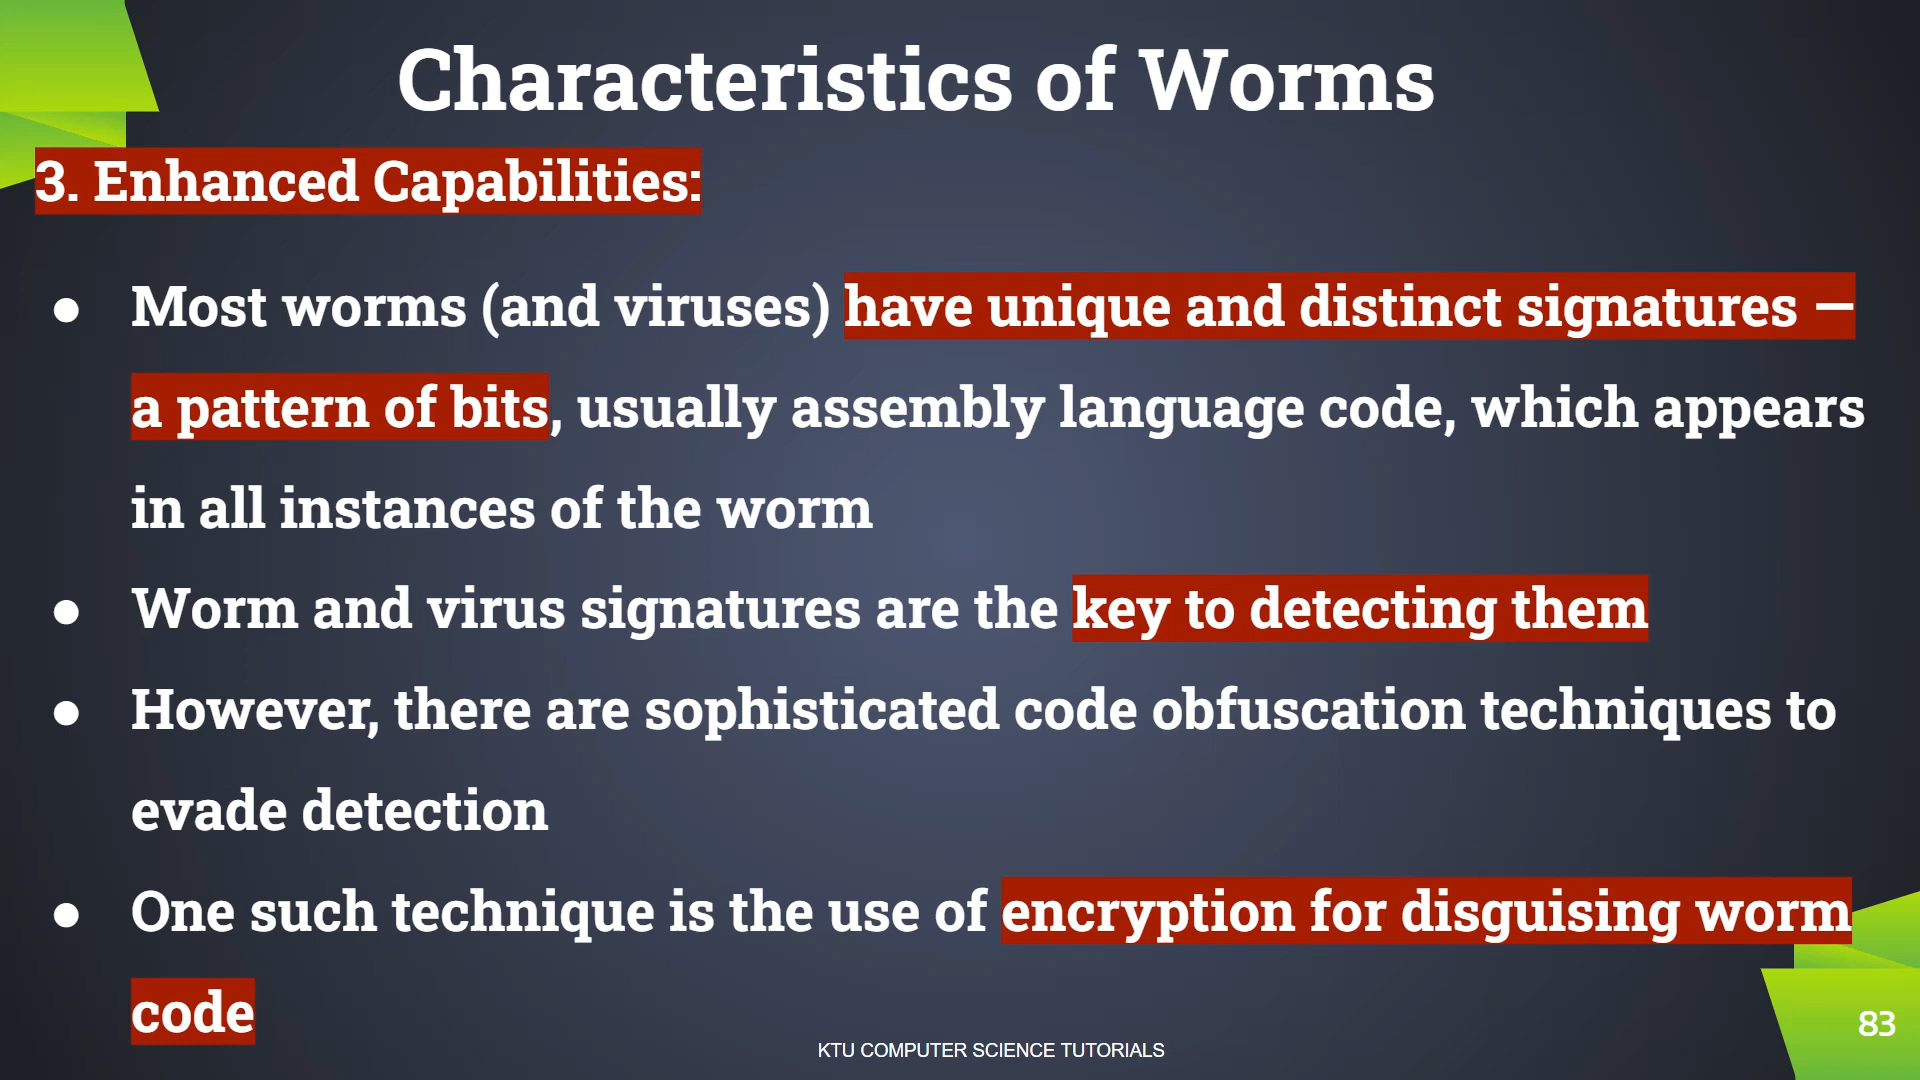 Characteristics of Worms
3. Enhanced Capabilities:
● Most worms (and viruses) have unique and distinct signatures —
a pattern of bits, usually assembly language code, which appears
in all instances of the worm
● Worm and virus signatures are the key to detecting them
● However, there are sophisticated code obfuscation techniques to
evade detection
● One such technique is the use of encryption for disguising worm
code
83
KTU COMPUTER SCIENCE TUTORIALS